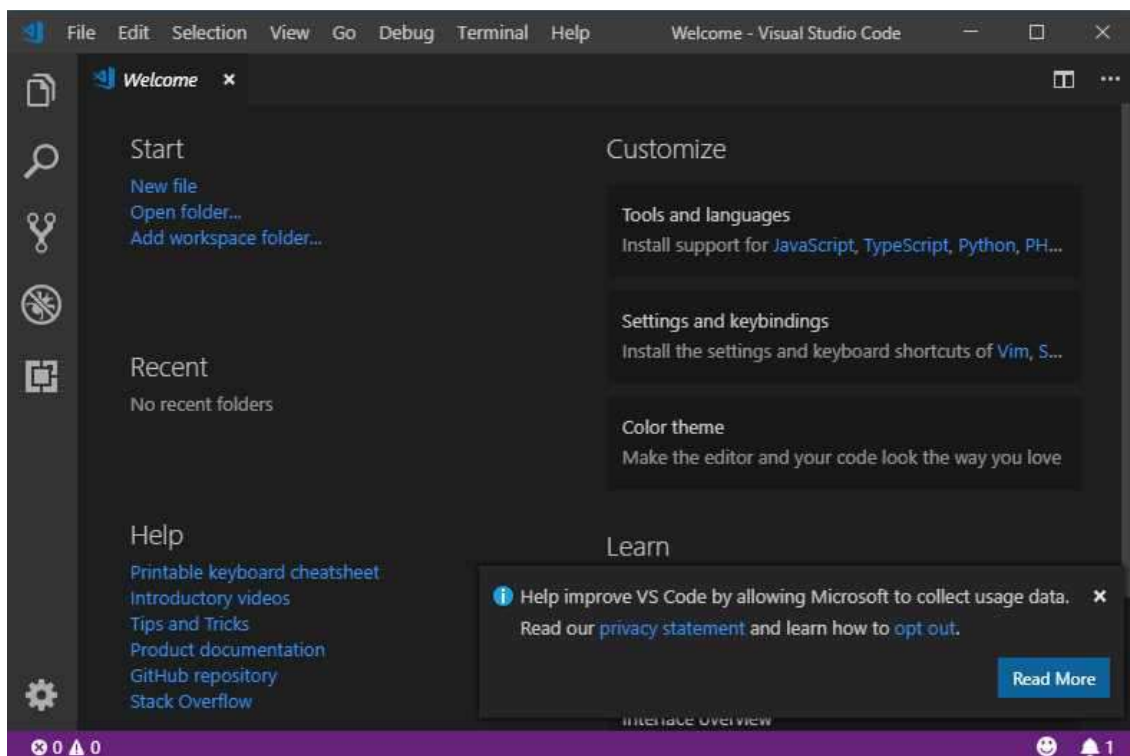 File Edit Selection View Go Debug Terminal Help Welcome - Visual Studio Code
Welcome
Start
New file
Open folder...
Add workspace folder...
Recent
No recent folders
Help
Printable keyboard cheatsheet
Introductory videos
Tips and Tricks
Product documentation
GitHub repository
Stack Overflow
Customize
Tools and languages
Install support for JavaScript, TypeScript, Python, PH...
Settings and keybindings
Install the settings and keyboard shortcuts of Vim, S...
Color theme
Make the editor and your code look the way you love
Learn
Help improve VS Code by allowing Microsoft to collect usage data.
Read our privacy statement and learn how to opt out.
Read More
Interface overview
0 0 1